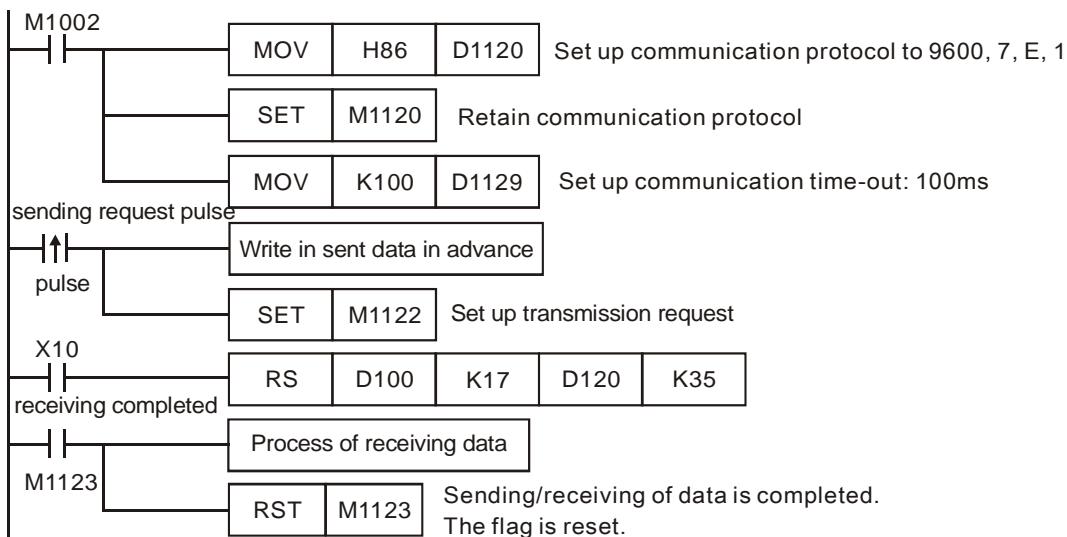 M1002
MOV H86 D1120 Set up communication protocol to 9600, 7, E, 1
SET M1120 Retain communication protocol
MOV K100 D1129 Set up communication time-out: 100ms
sending request pulse
Write in sent data in advance
pulse
SET M1122 Set up transmission request
X10
RS D100 K17 D120 K35
receiving completed
Process of receiving data
M1123
RST M1123 Sending/receiving of data is completed.
The flag is reset.